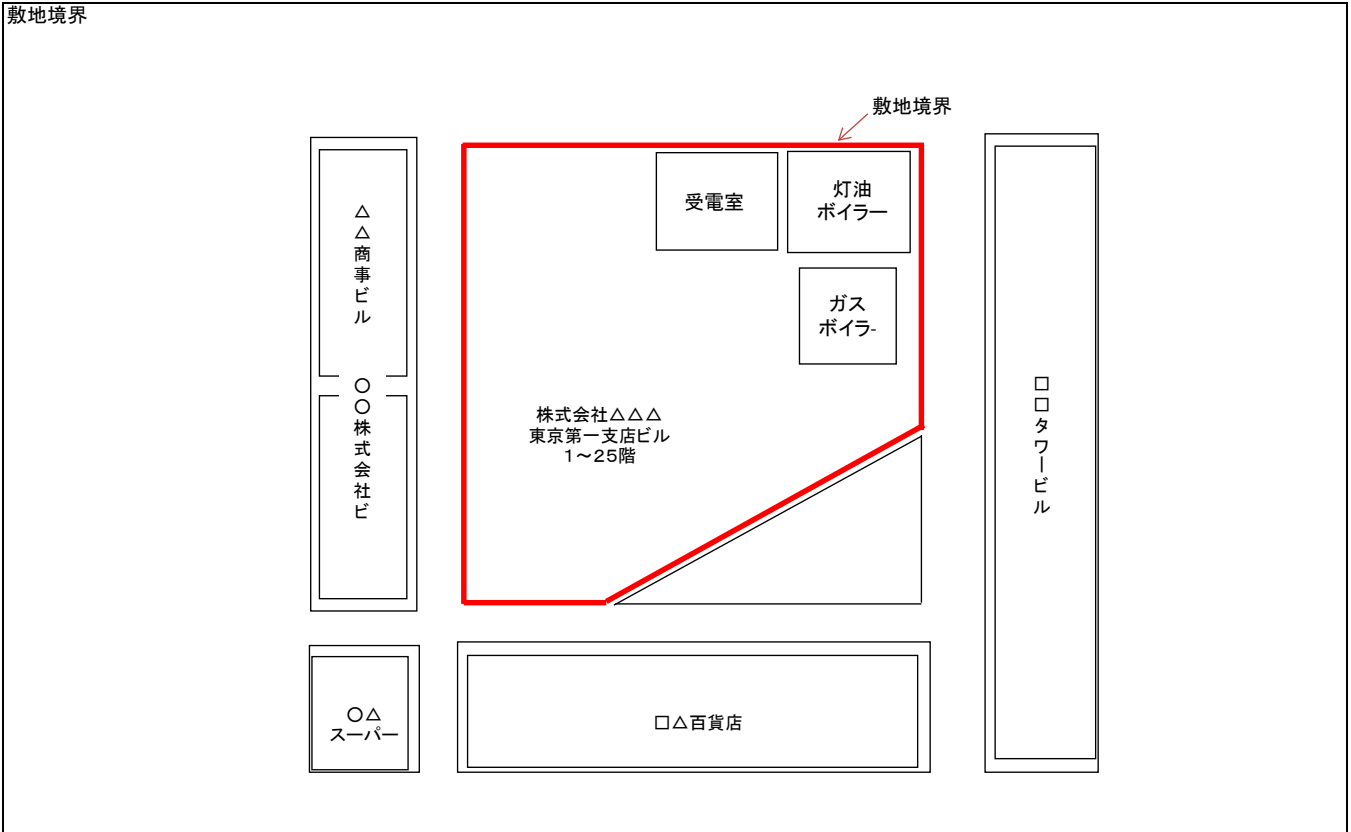 敷地境界
敷地境界
受電室
灯油
ボイラー
ガス
ボイラ-
△△商事ビル
〇〇株式会社ビ
株式会社△△△
東京第一支店ビル
1～25階
□□タワービル
〇△
スーパー
□△百貨店